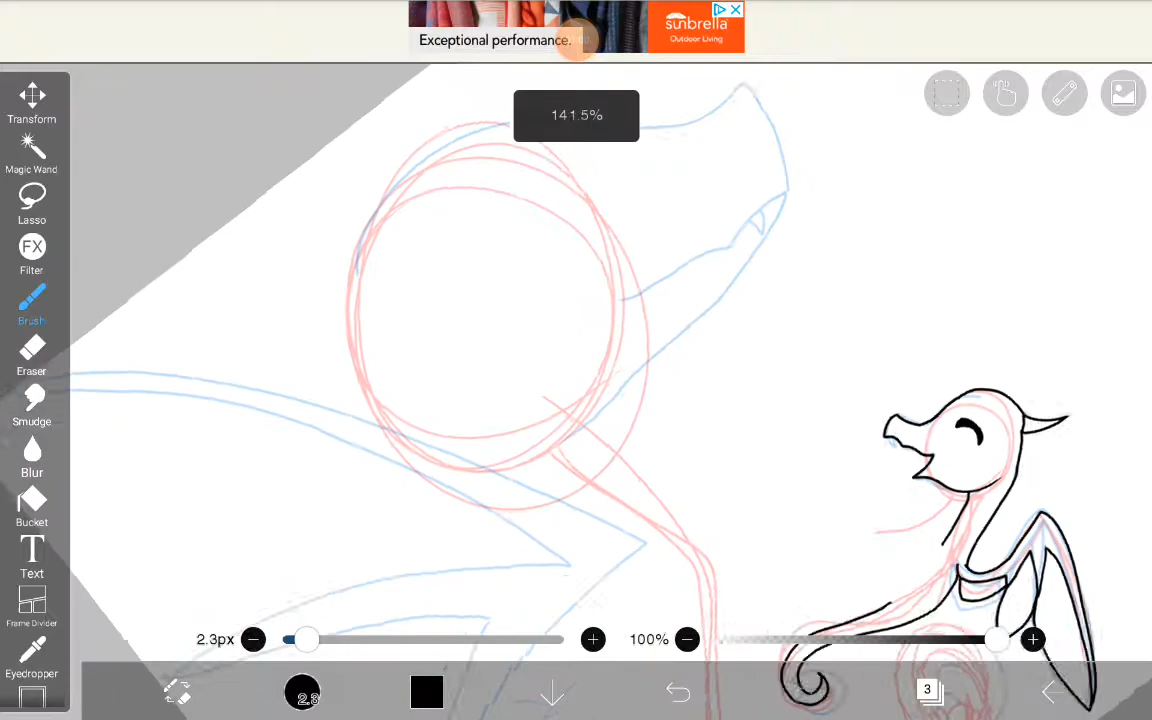 Exceptional performance.
sunbrella
Outdoor Living
141.5%
Transform
Magic Wand
Lasso
FX
Filter
Brush
Eraser
Smudge
Blur
Bucket
T
Text
Frame Divider
Eyedropper
2.3px
100%
2.3
3